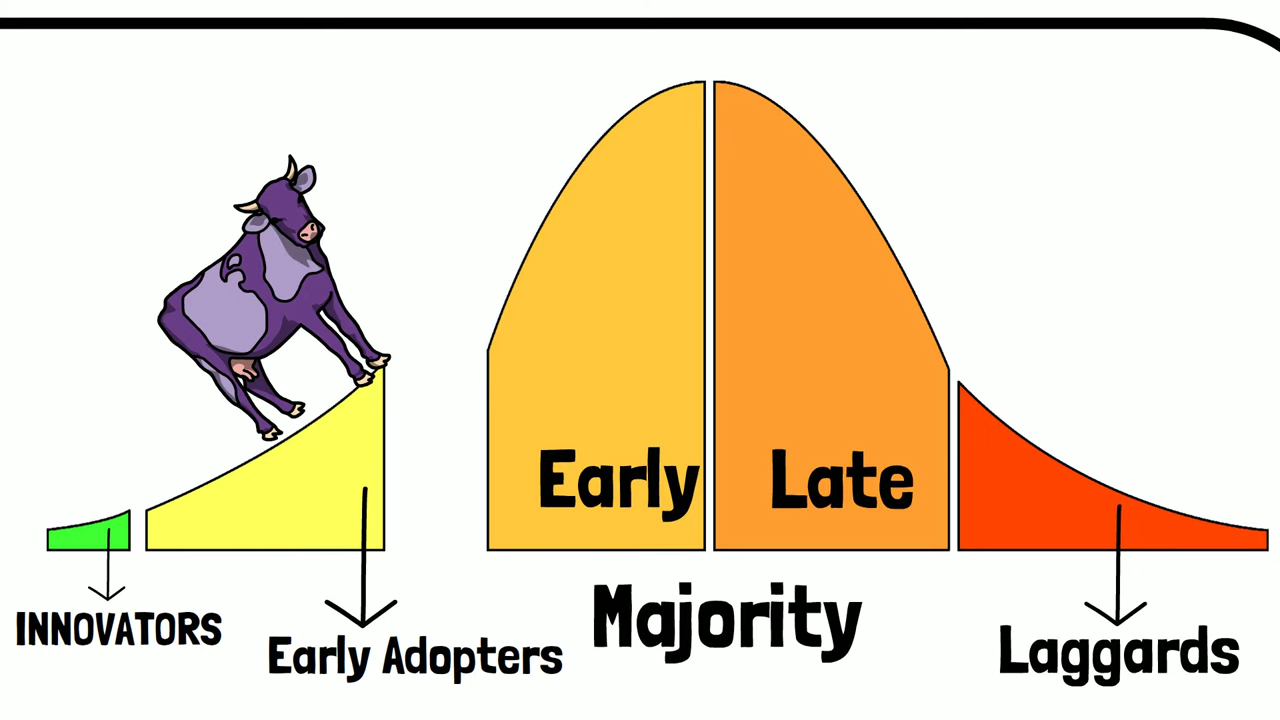 Early Late
Majority
INNOVATORS
Early Adopters
Laggards